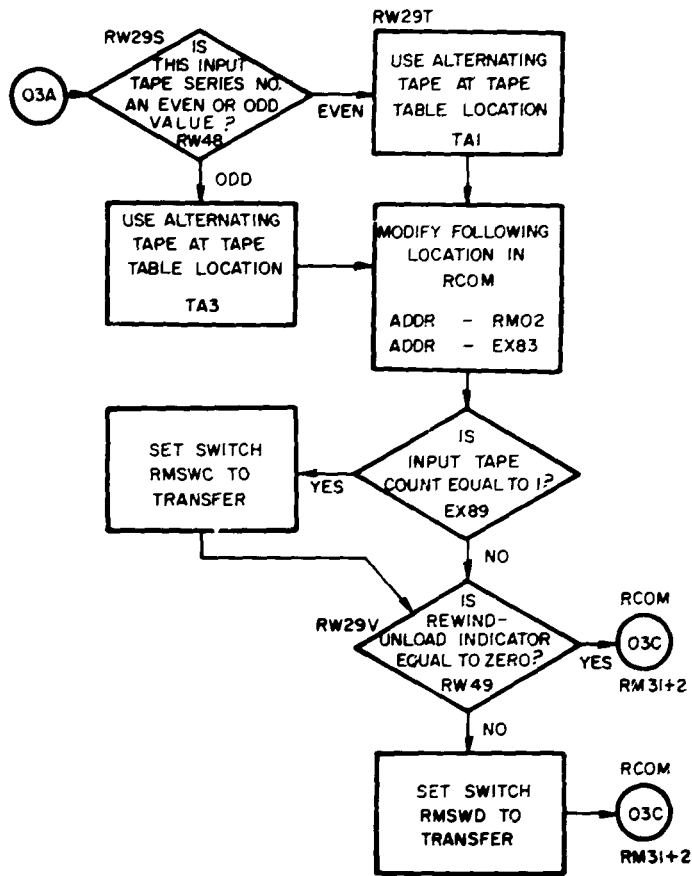 RW29S
IS
THIS INPUT
TAPE SERIES NO.
AN EVEN OR ODD
VALUE?
RW48
03A
EVEN
ODD
RW29T
USE ALTERNATING
TAPE AT TAPE
TABLE LOCATION
TA1
USE ALTERNATING
TAPE AT TAPE
TABLE LOCATION
TA3
MODIFY FOLLOWING
LOCATION IN
RCOM
ADDR - RM02
ADDR - EX83
IS
INPUT TAPE
COUNT EQUAL TO 1?
EX89
YES
NO
SET SWITCH
RMSWC TO
TRANSFER
RW29V
IS
REWIND-
UNLOAD INDICATOR
EQUAL TO ZERO?
RW49
YES
NO
RCOM
03C
RM31+2
SET SWITCH
RMSWD TO
TRANSFER
RCOM
03C
RM31+2